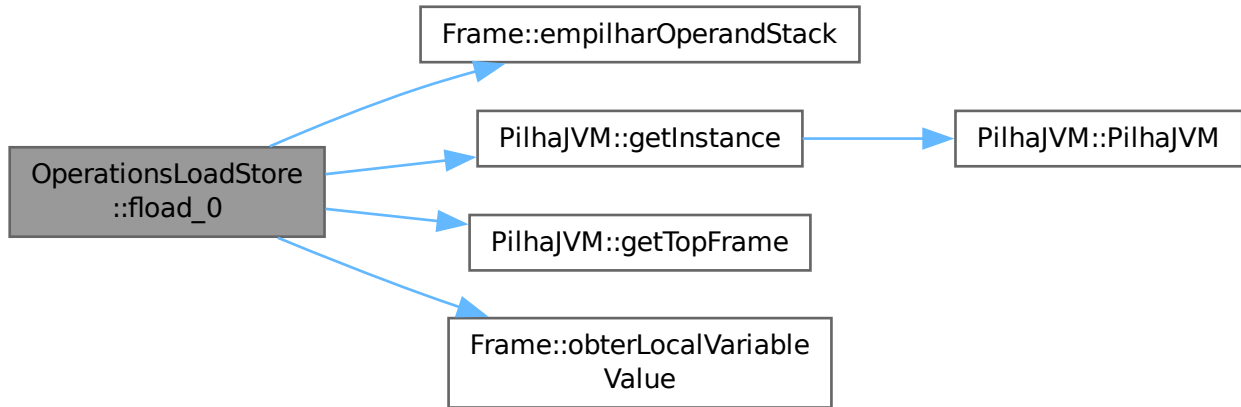 Frame::empilharOperandStack
OperationsLoadStore
::fload_0
PilhaJVM::getInstance
PilhaJVM::PilhaJVM
PilhaJVM::getTopFrame
Frame::obterLocalVariable
Value